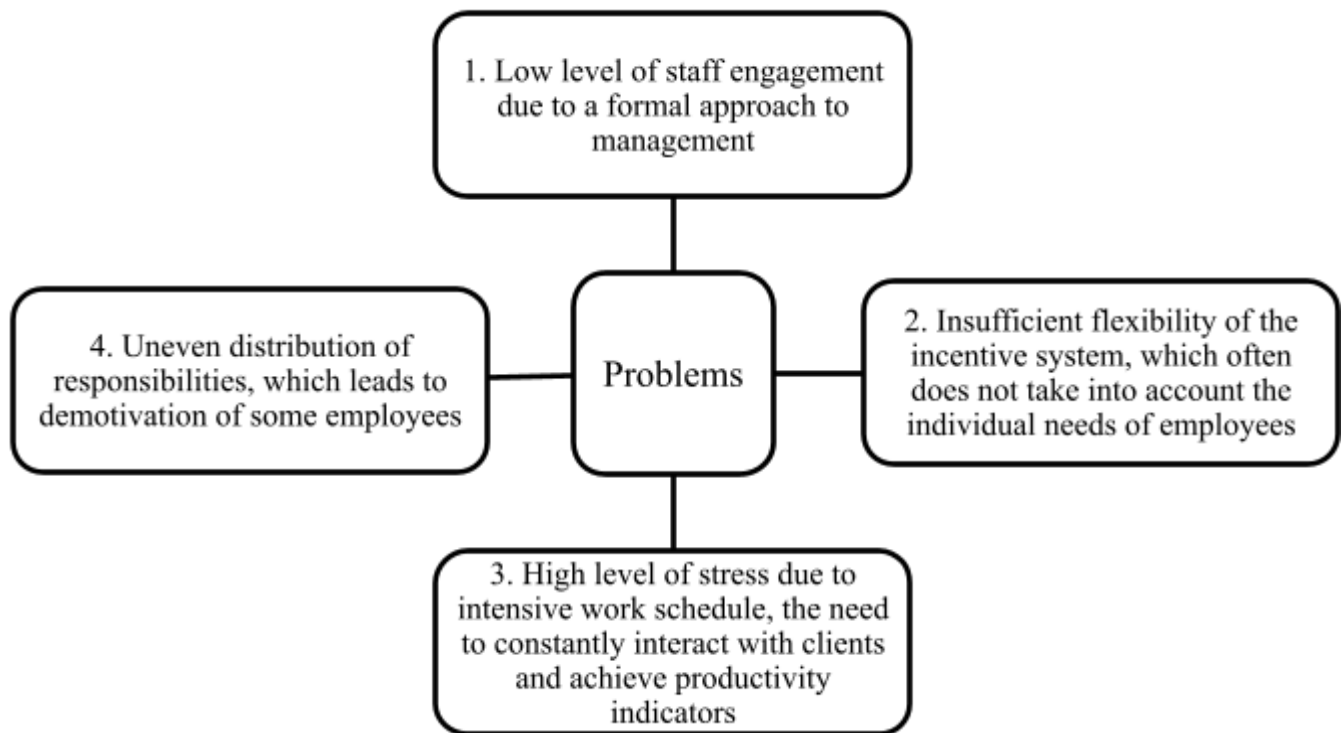 1. Low level of staff engagement
due to a formal approach to
management
4. Uneven distribution of
responsibilities, which leads to
demotivation of some employees
Problems
2. Insufficient flexibility of the
incentive system, which often
does not take into account the
individual needs of employees
3. High level of stress due to
intensive work schedule, the need
to constantly interact with clients
and achieve productivity
indicators